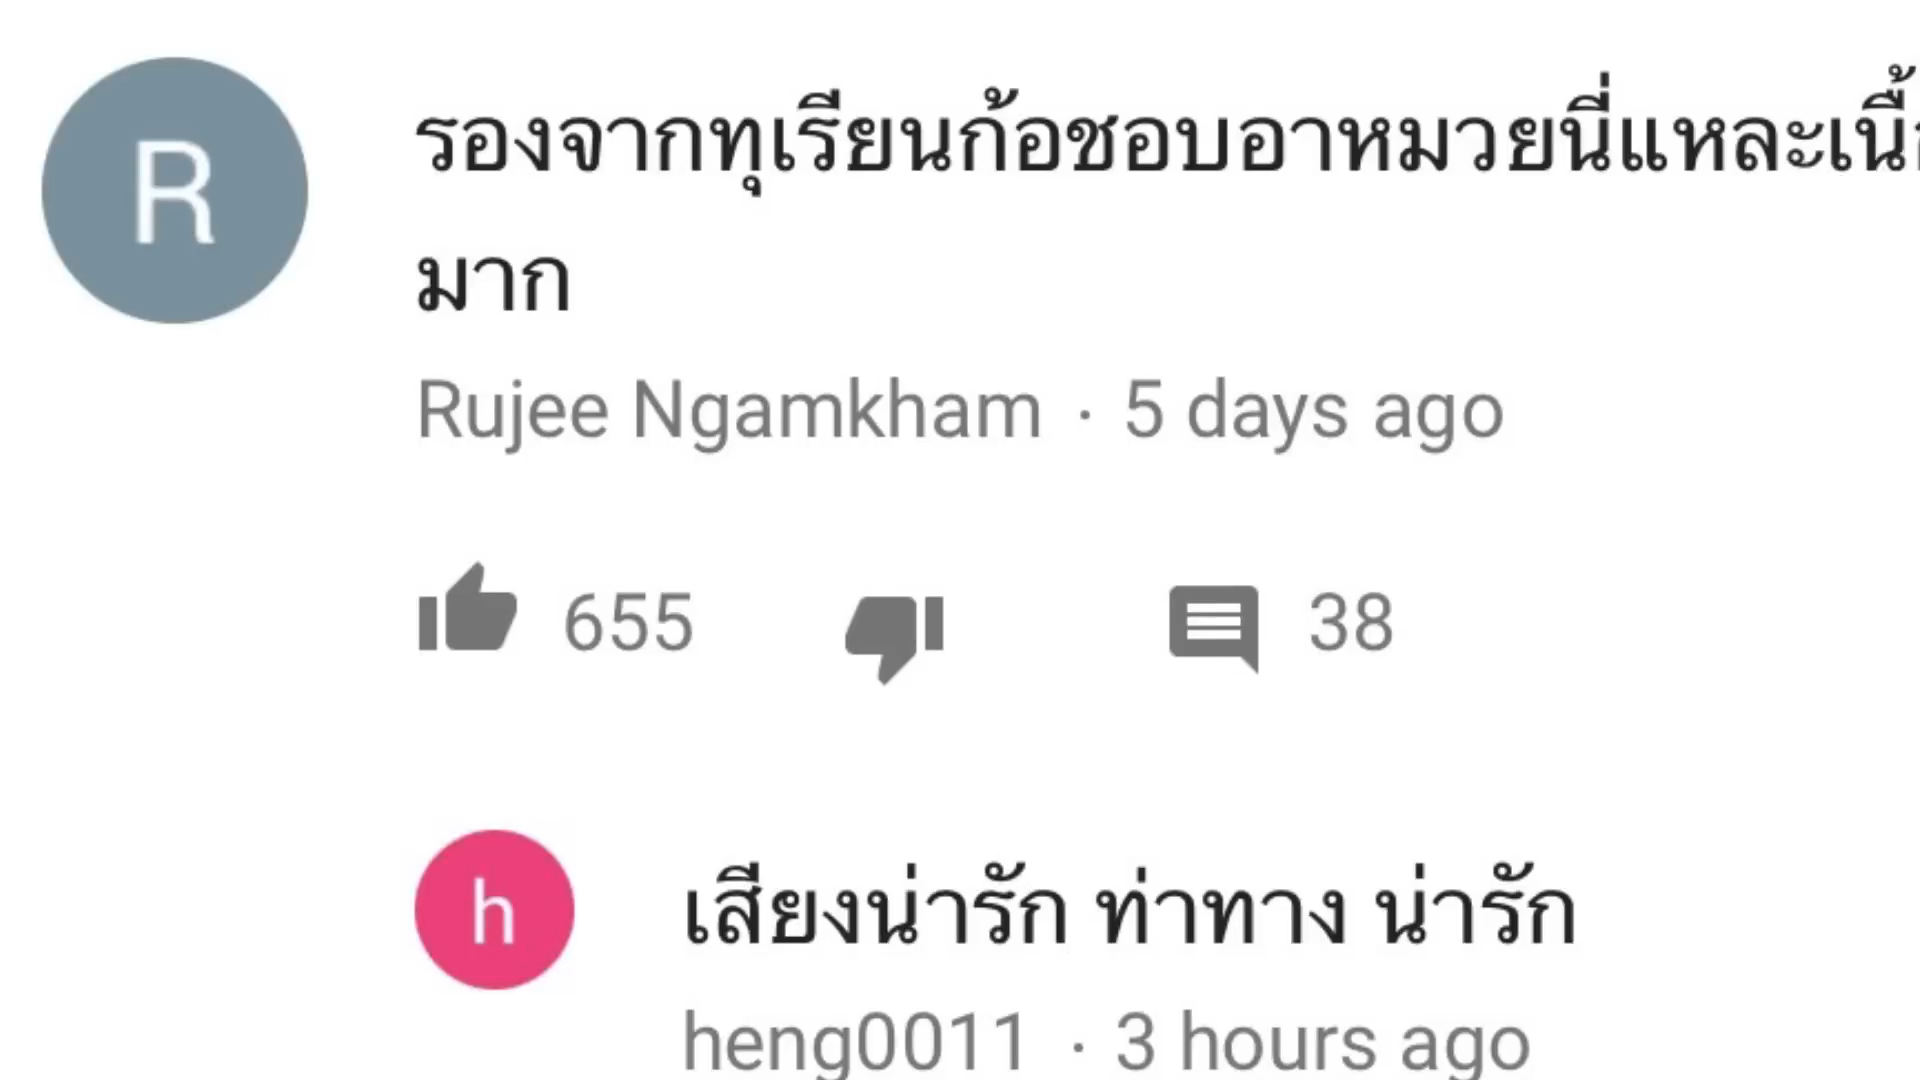 R
รองจากทุเรียนก้อชอบอาหมวยนี่แหละ
มาก
Rujee Ngamkham · 5 days ago
655 38
h
เสียงน่ารัก ท่าทาง น่ารัก
heng0011 · 3 hours ago